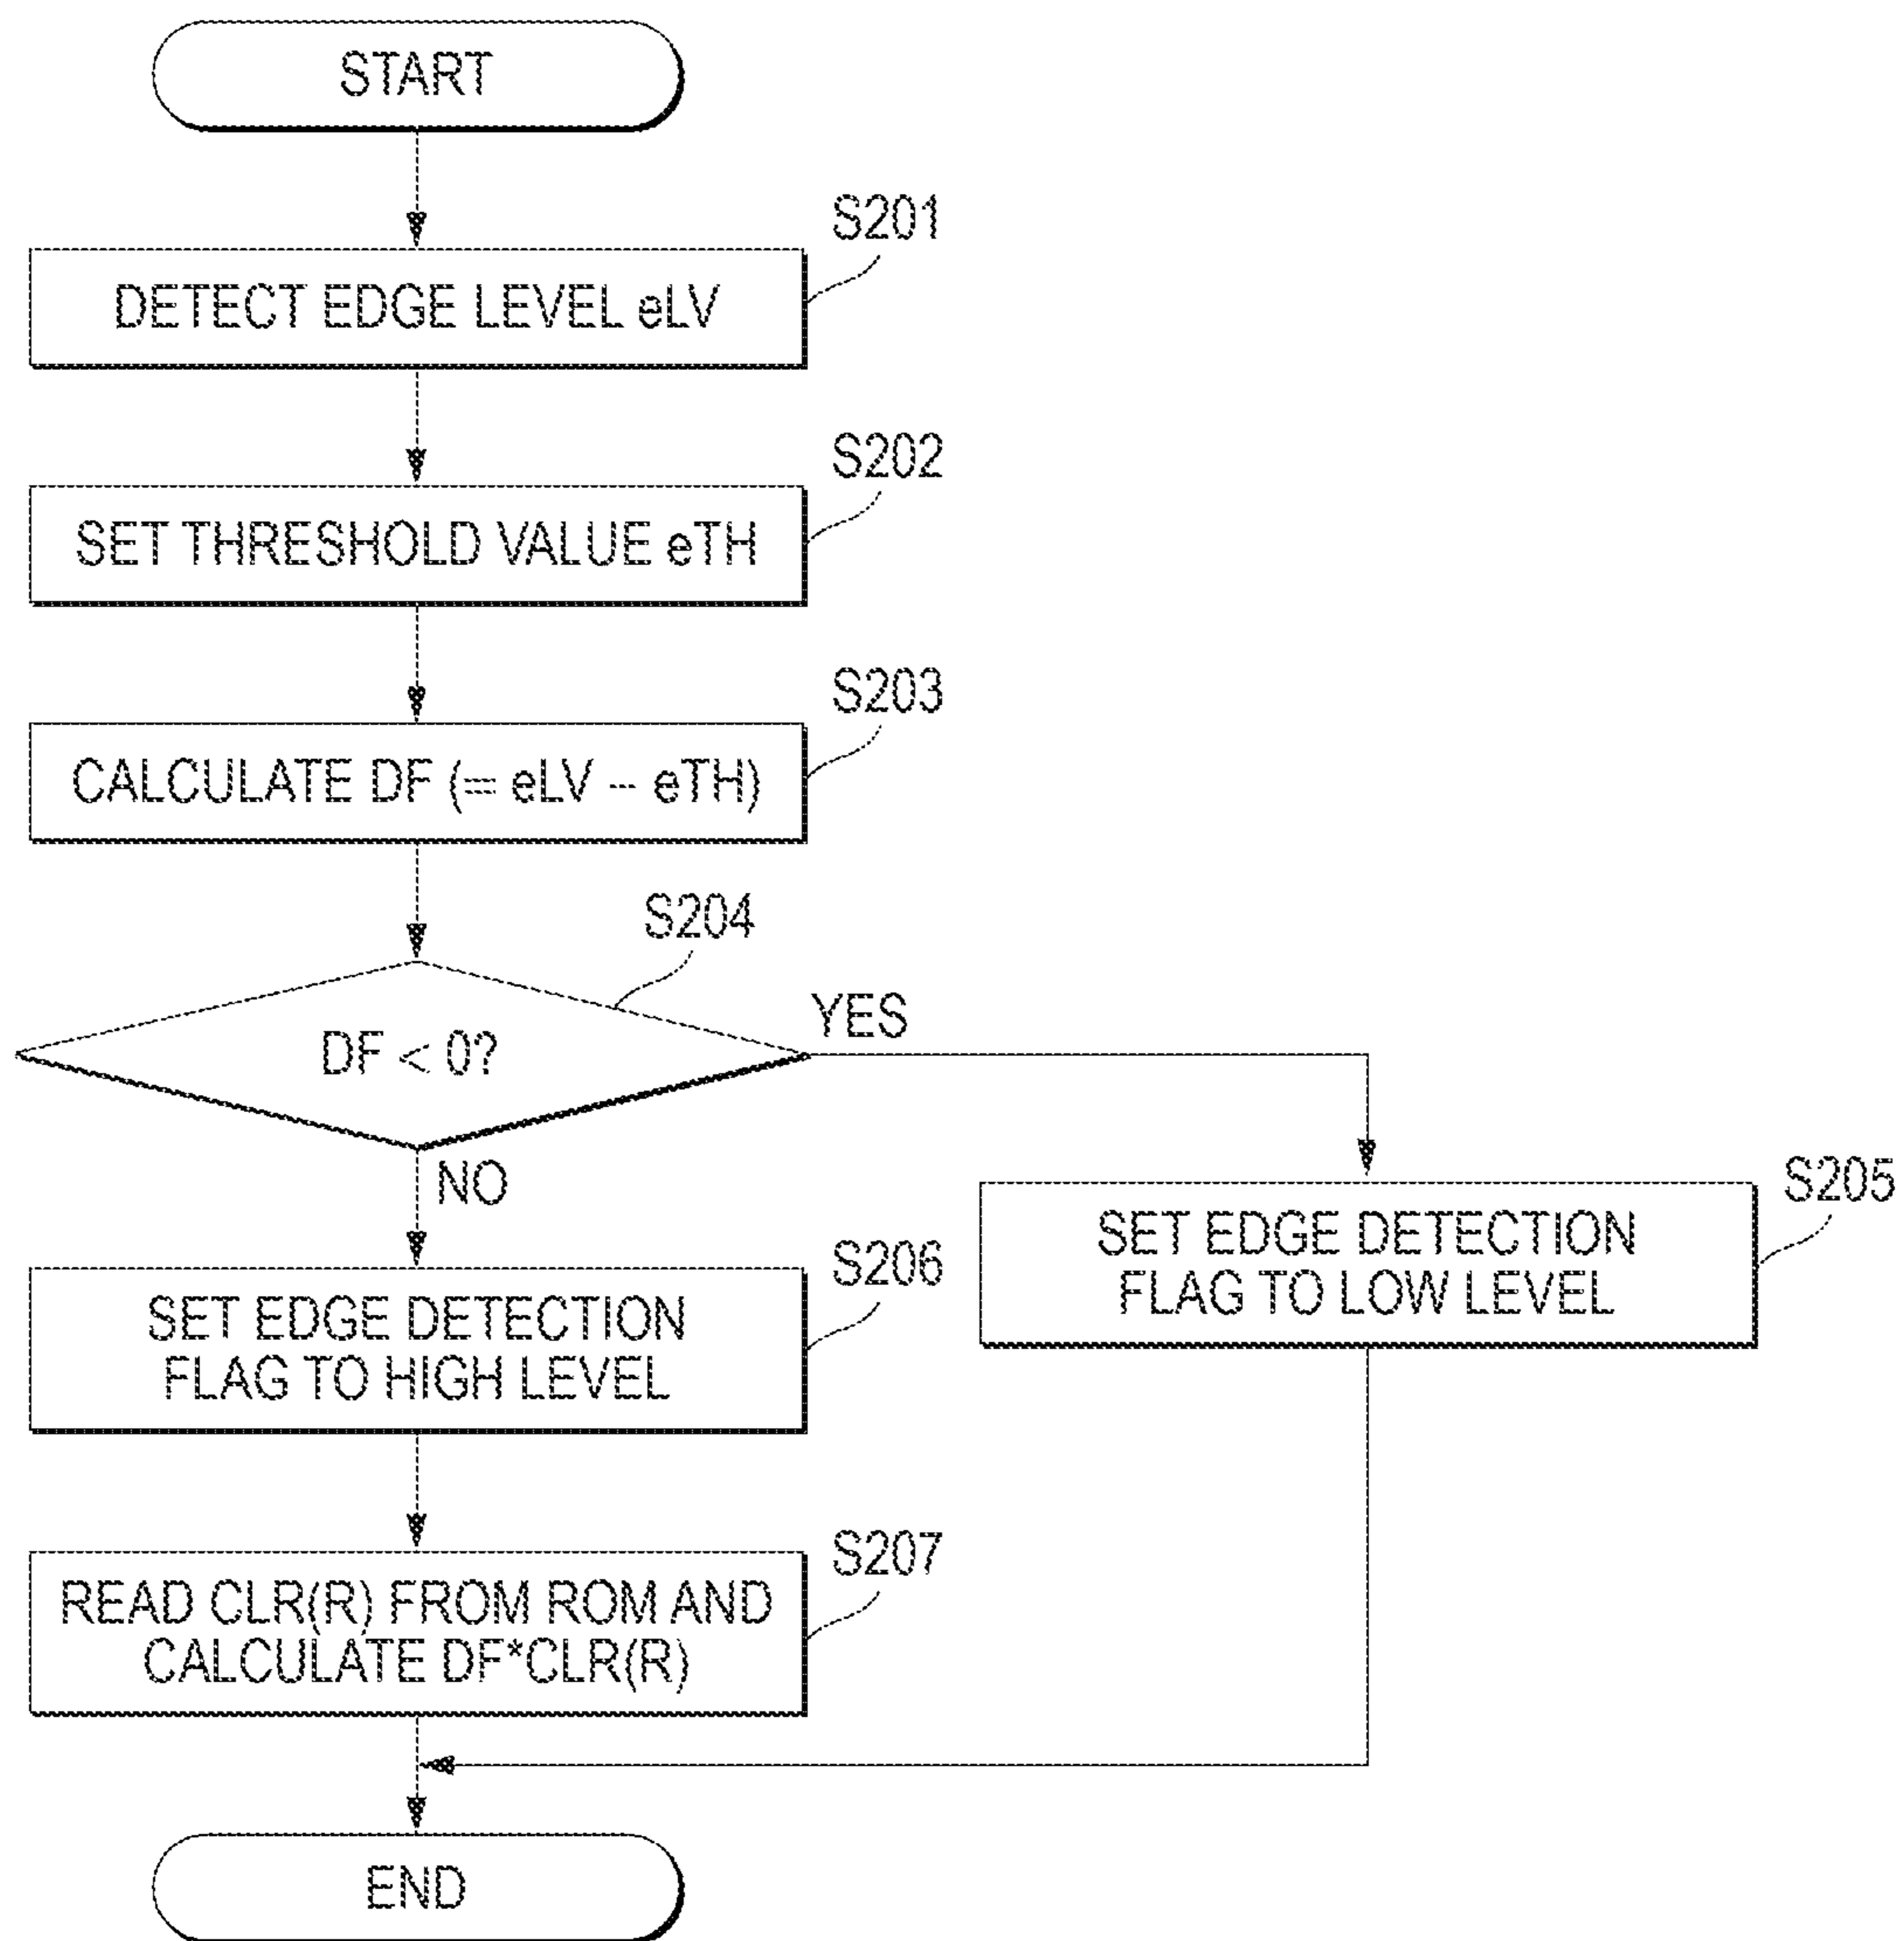 START
S201
DETECT EDGE LEVEL eLV
S202
SET THRESHOLD VALUE eTH
S203
CALCULATE DF (= eLV - eTH)
S204
DF < 0?
YES
NO
S205
SET EDGE DETECTION
FLAG TO LOW LEVEL
S206
SET EDGE DETECTION
FLAG TO HIGH LEVEL
S207
READ CLR(R) FROM ROM AND
CALCULATE DF*CLR(R)
END